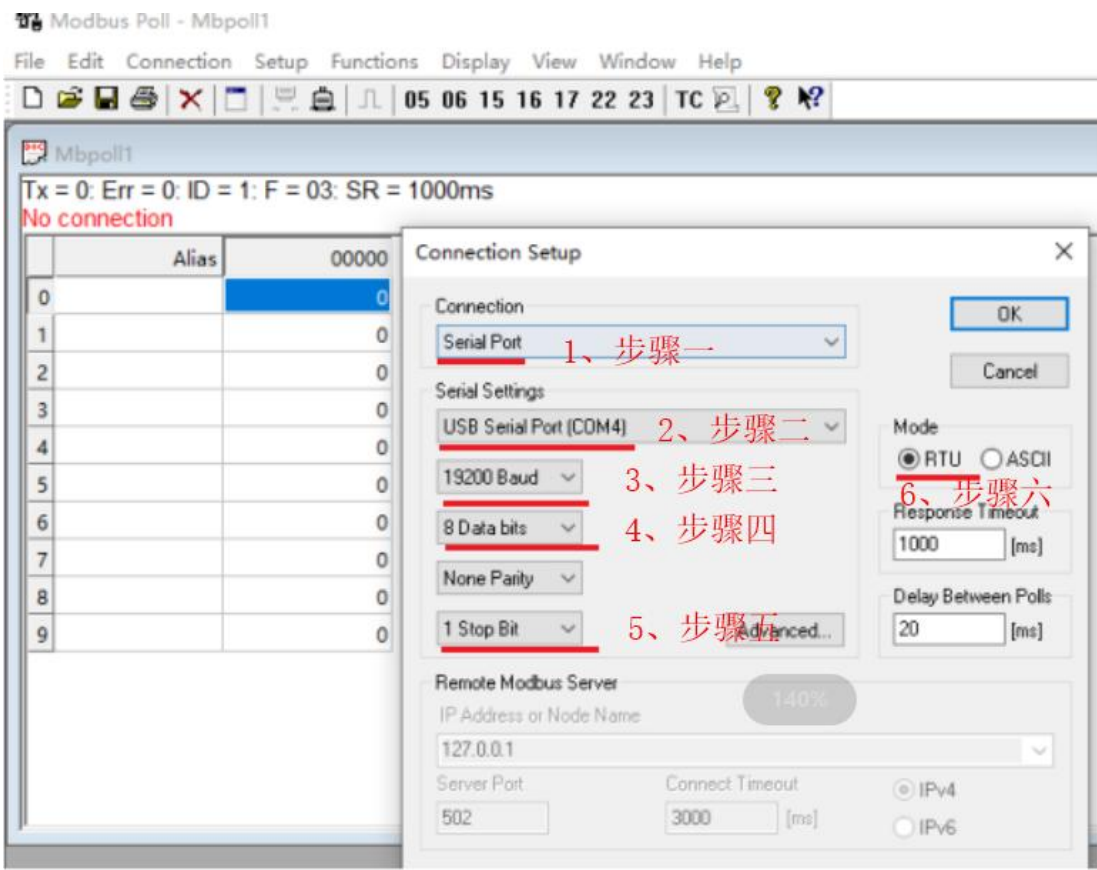 Modbus Poll - Mbpoll1
File Edit Connection Setup Functions Display View Window Help
05 06 15 16 17 22 23 TC
Mbpoll1
Tx = 0: Err = 0: ID = 1: F = 03: SR = 1000ms
No connection
Alias 00000
0 0
1 0
2 0
3 0
4 0
5 0
6 0
7 0
8 0
9 0
Connection Setup
Connection
Serial Port 1、步骤一
OK
Cancel
Serial Settings
USB Serial Port (COM4) 2、步骤二
19200 Baud 3、步骤三
8 Data bits 4、步骤四
None Parity
1 Stop Bit 5、步骤五
Advanced...
Mode
RTU ASCII
6、步骤六
Response Timeout
1000 [ms]
Delay Between Polls
20 [ms]
Remote Modbus Server
140%
IP Address or Node Name
127.0.0.1
Server Port Connect Timeout
502 3000 [ms]
IPv4
IPv6